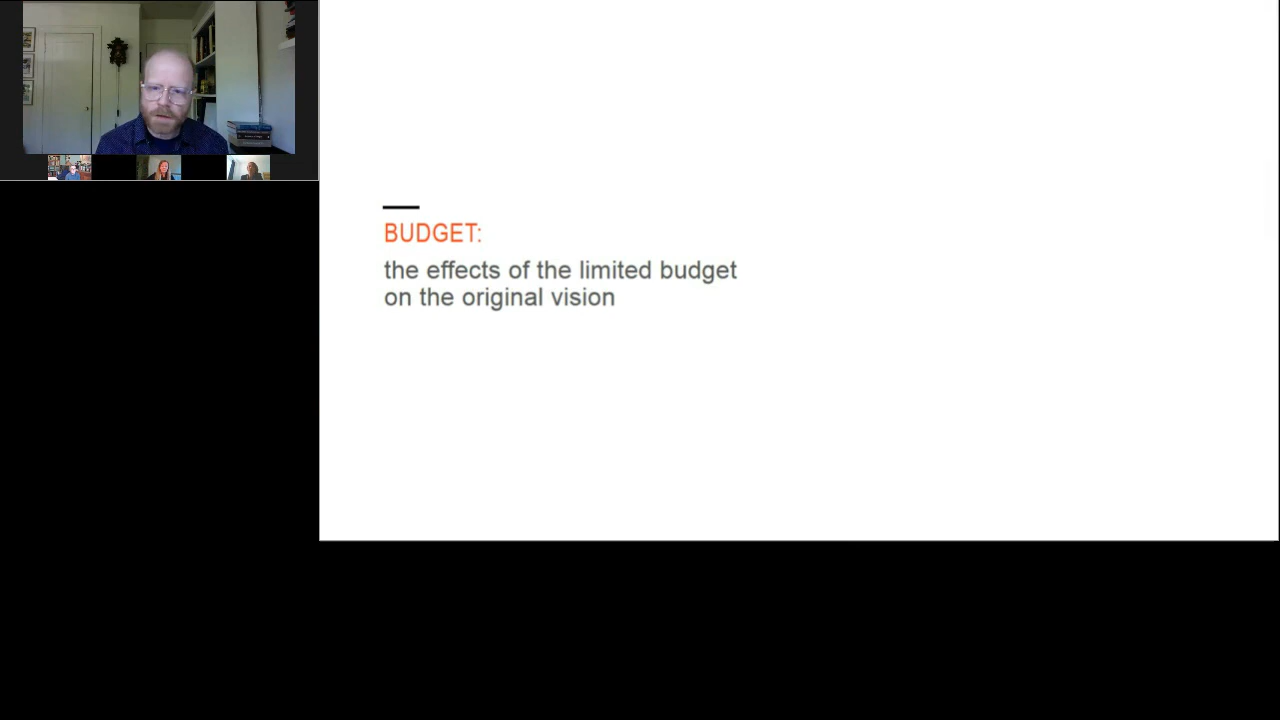 BUDGET:
the effects of the limited budget
on the original vision